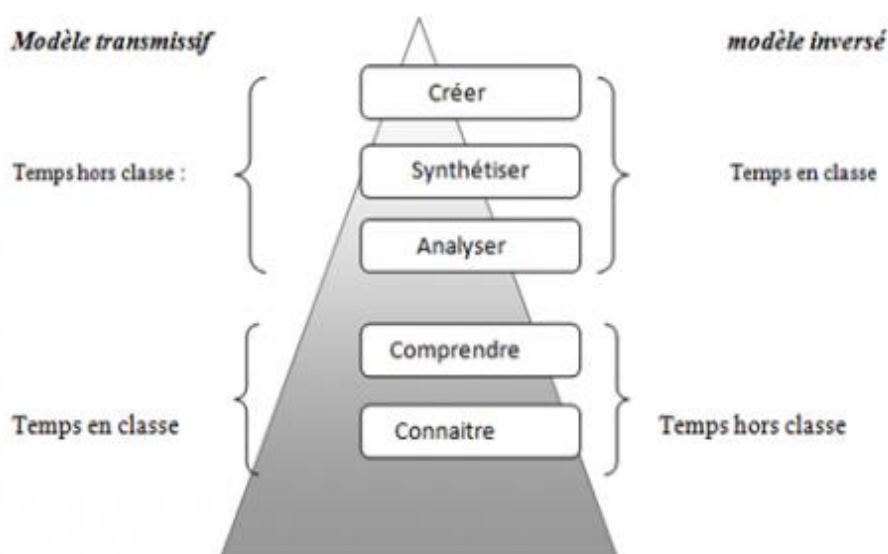 Modèle transmissif
modèle inversé
Créer
Temps hors classe :
Synthétiser
Temps en classe
Analyser
Comprendre
Temps en classe
Connaitre
Temps hors classe